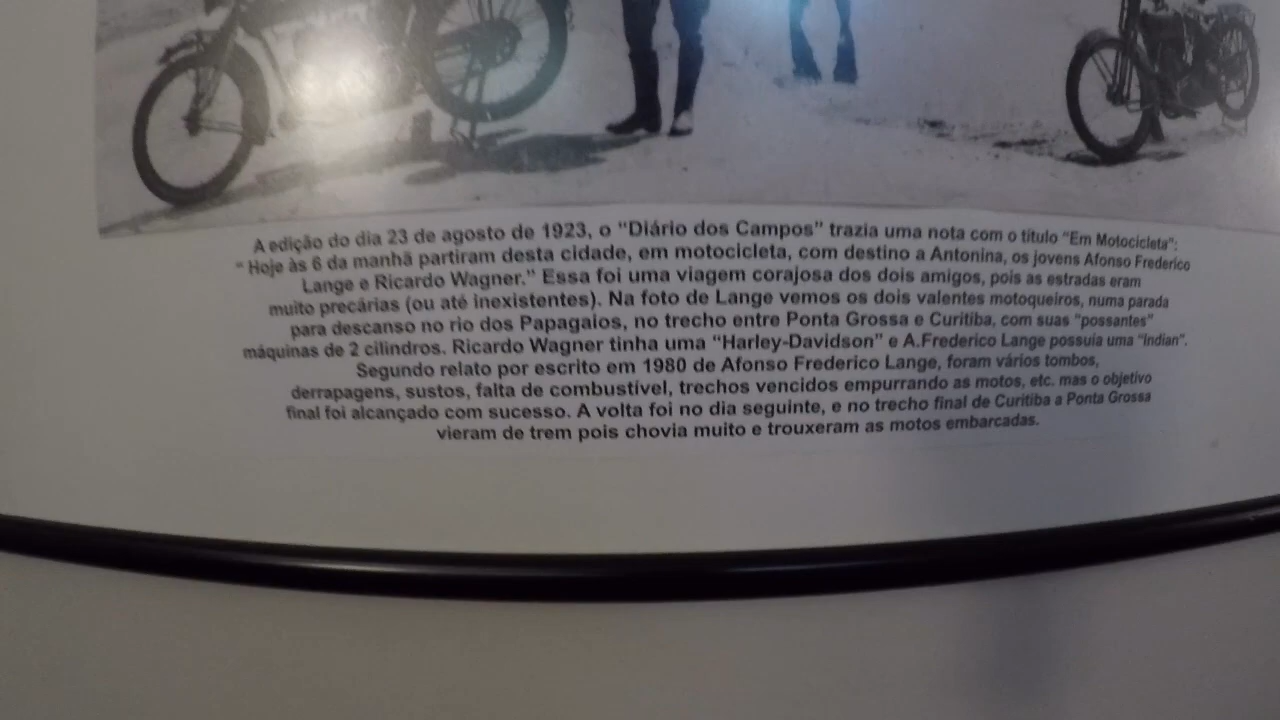 A edição do dia 23 de agosto de 1923, o "Diário dos Campos" trazia uma nota com o titulo "Em Motocicleta":
" Hoje às 6 da manhã partiram desta cidade, em motocicleta, com destino a Antonina, os jovens Afonso Frederico
Lange e Ricardo Wagner." Essa foi uma viagem corajosa dos dois amigos, pois as estradas eram
muito precárias (ou até inexistentes). Na foto de Lange vemos os dois valentes motoqueiros, numa parada
para descanso no rio dos Papagaios, no trecho entre Ponta Grossa e Curitiba, com suas "possantes"
máquinas de 2 cilindros. Ricardo Wagner tinha uma "Harley-Davidson" e A.Frederico Lange possuia uma "Indian".
Segundo relato por escrito em 1980 de Afonso Frederico Lange, foram vários tombos,
derrapagens, sustos, falta de combustível, trechos vencidos empurrando as motos, etc. mas o objetivo
final foi alcançado com sucesso. A volta foi no dia seguinte, e no trecho final de Curitiba a Ponta Grossa
vieram de trem pois chovia muito e trouxeram as motos embarcadas.